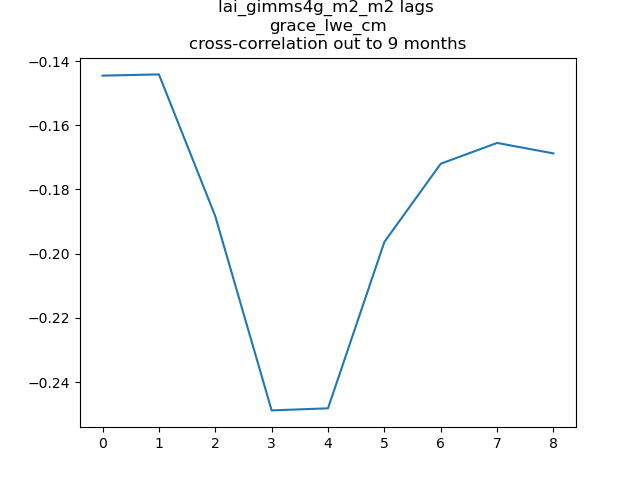 lai_gimms4g_m2_m2 lags
grace_lwe_cm
cross-correlation out to 9 months
−0.14
−0.16
−0.18
−0.20
−0.22
−0.24
0 1 2 3 4 5 6 7 8